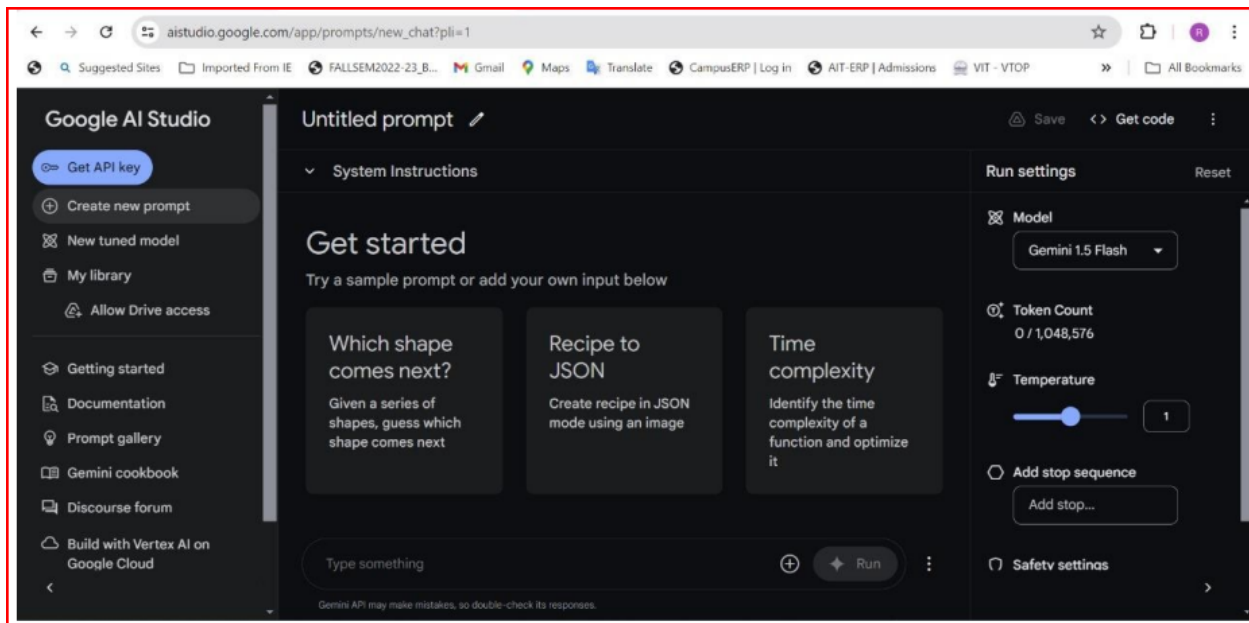 aistudio.google.com/app/prompts/new_chat?pli=1
R
Suggested Sites Imported From IE FALLSEM2022-23_B... Gmail Maps Translate CampusERP | Log in AIT-ERP | Admissions VIT - VTOP » All Bookmarks
Google AI Studio
Get API key
Create new prompt
New tuned model
My library
Allow Drive access
Getting started
Documentation
Prompt gallery
Gemini cookbook
Discourse forum
Build with Vertex AI on
Google Cloud
Untitled prompt
Save <> Get code
System Instructions
Get started
Try a sample prompt or add your own input below
Which shape
comes next?
Given a series of
shapes, guess which
shape comes next
Recipe to
JSON
Create recipe in JSON
mode using an image
Time
complexity
Identify the time
complexity of a
function and optimize
it
Type something
Run
Gemini API may make mistakes, so double-check its responses.
Run settings Reset
Model
Gemini 1.5 Flash
Token Count
0 / 1,048,576
Temperature
1
Add stop sequence
Add stop...
Safety settings